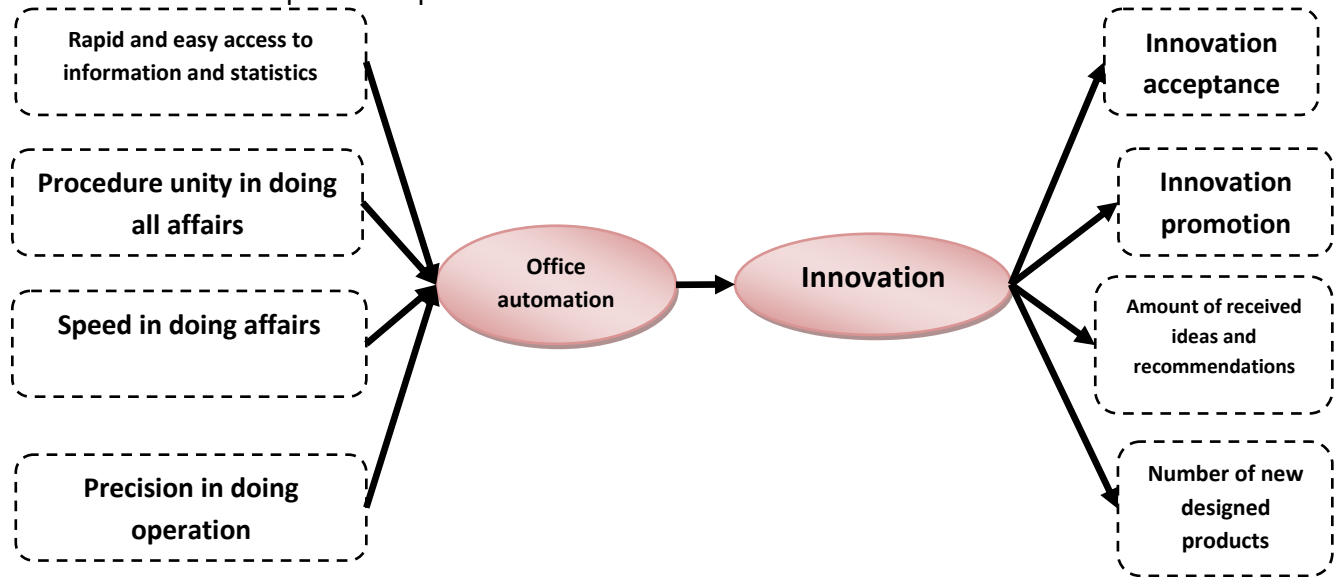 Rapid and easy access to
information and statistics
Procedure unity in doing
all affairs
Speed in doing affairs
Precision in doing
operation
Office
automation
Innovation
Innovation
acceptance
Innovation
promotion
Amount of received
ideas and
recommendations
Number of new
designed
products